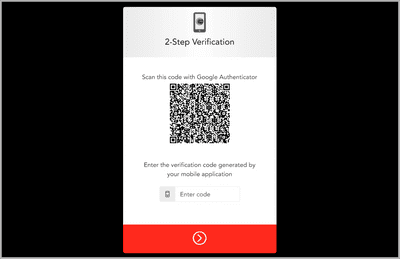 2-Step Verification
Scan this code with Google Authenticator
Enter the verification code generated by
your mobile application
Enter code